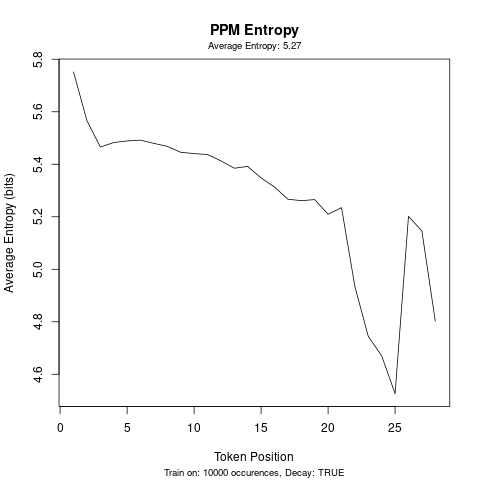 PPM Entropy
Average Entropy: 5.27
Average Entropy (bits)
5.8
5.6
5.4
5.2
5.0
4.8
4.6
0 5 10 15 20 25
Token Position
Train on: 10000 occurences, Decay: TRUE